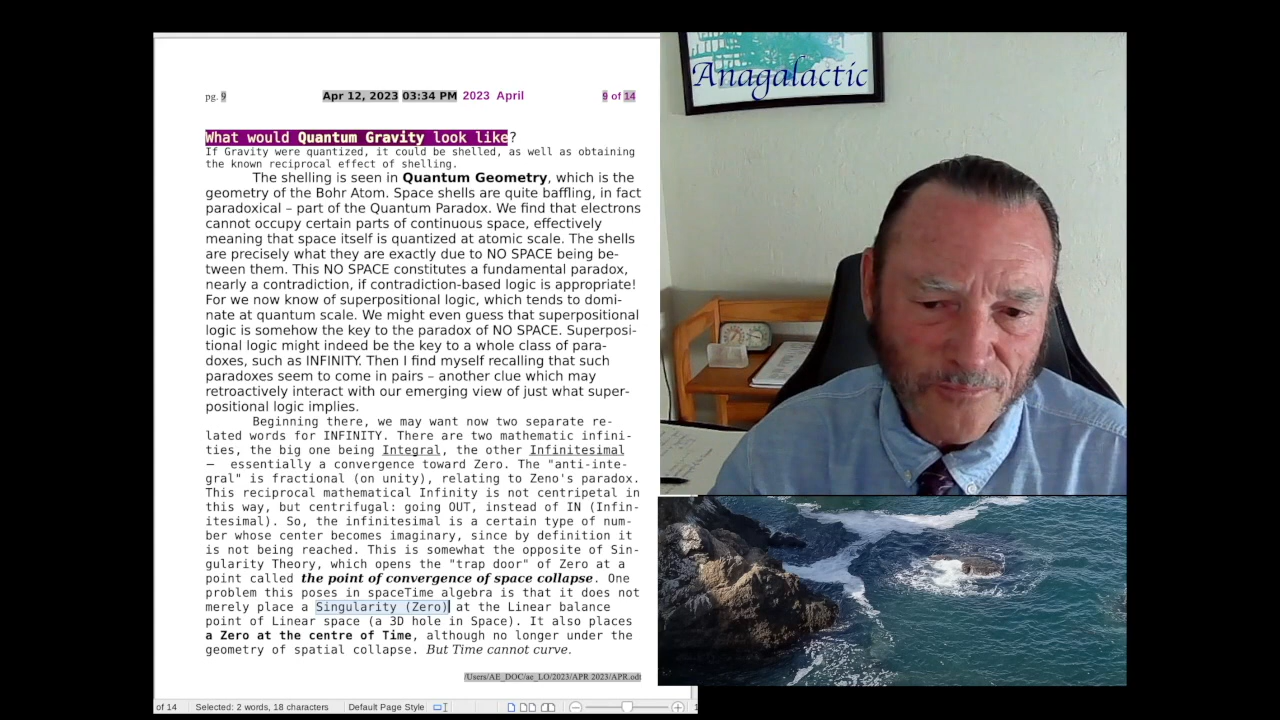 pg. 9 Apr 12, 2023 03:34 PM 2023 April 9 of 14
What would Quantum Gravity look like?
If Gravity were quantized, it could be shelled, as well as obtaining
the known reciprocal effect of shelling.
The shelling is seen in Quantum Geometry, which is the
geometry of the Bohr Atom. Space shells are quite baffling, in fact
paradoxical – part of the Quantum Paradox. We find that electrons
cannot occupy certain parts of continuous space, effectively
meaning that space itself is quantized at atomic scale. The shells
are precisely what they are exactly due to NO SPACE being be-
tween them. This NO SPACE constitutes a fundamental paradox,
nearly a contradiction, if contradiction-based logic is appropriate!
For we now know of superpositional logic, which tends to domi-
nate at quantum scale. We might even guess that superpositional
logic is somehow the key to the paradox of NO SPACE. Superposi-
tional logic might indeed be the key to a whole class of para-
doxes, such as INFINITY. Then I find myself recalling that such
paradoxes seem to come in pairs – another clue which may
retroactively interact with our emerging view of just what super-
positional logic implies.
Beginning there, we may want now two separate re-
lated words for INFINITY. There are two mathematic infini-
ties, the big one being Integral, the other Infinitesimal
— essentially a convergence toward Zero. The "anti-inte-
gral" is fractional (on unity), relating to Zeno's paradox.
This reciprocal mathematical Infinity is not centripetal in
this way, but centrifugal: going OUT, instead of IN (Infin-
itesimal). So, the infinitesimal is a certain type of num-
ber whose center becomes imaginary, since by definition it
is not being reached. This is somewhat the opposite of Sin-
gularity Theory, which opens the "trap door" of Zero at a
point called the point of convergence of space collapse. One
problem this poses in spaceTime algebra is that it does not
merely place a Singularity (Zero) at the Linear balance
point of Linear space (a 3D hole in Space). It also places
a Zero at the centre of Time, although no longer under the
geometry of spatial collapse. But Time cannot curve.
/Users/AE_DOC/ae_LO/2023/APR 2023/APR.odt
of 14 Selected: 2 words, 18 characters Default Page Style
Anagalactic